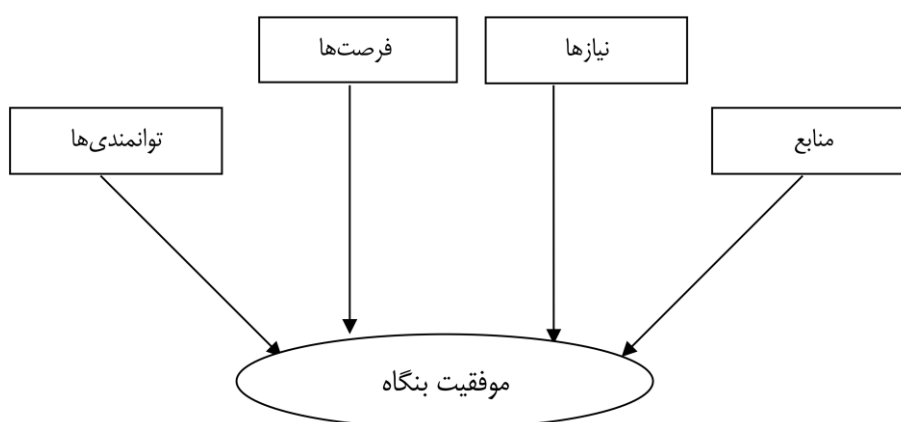 نیازها
فرصت‌ها
منابع
توانمندی‌ها
موفقیت بنگاه